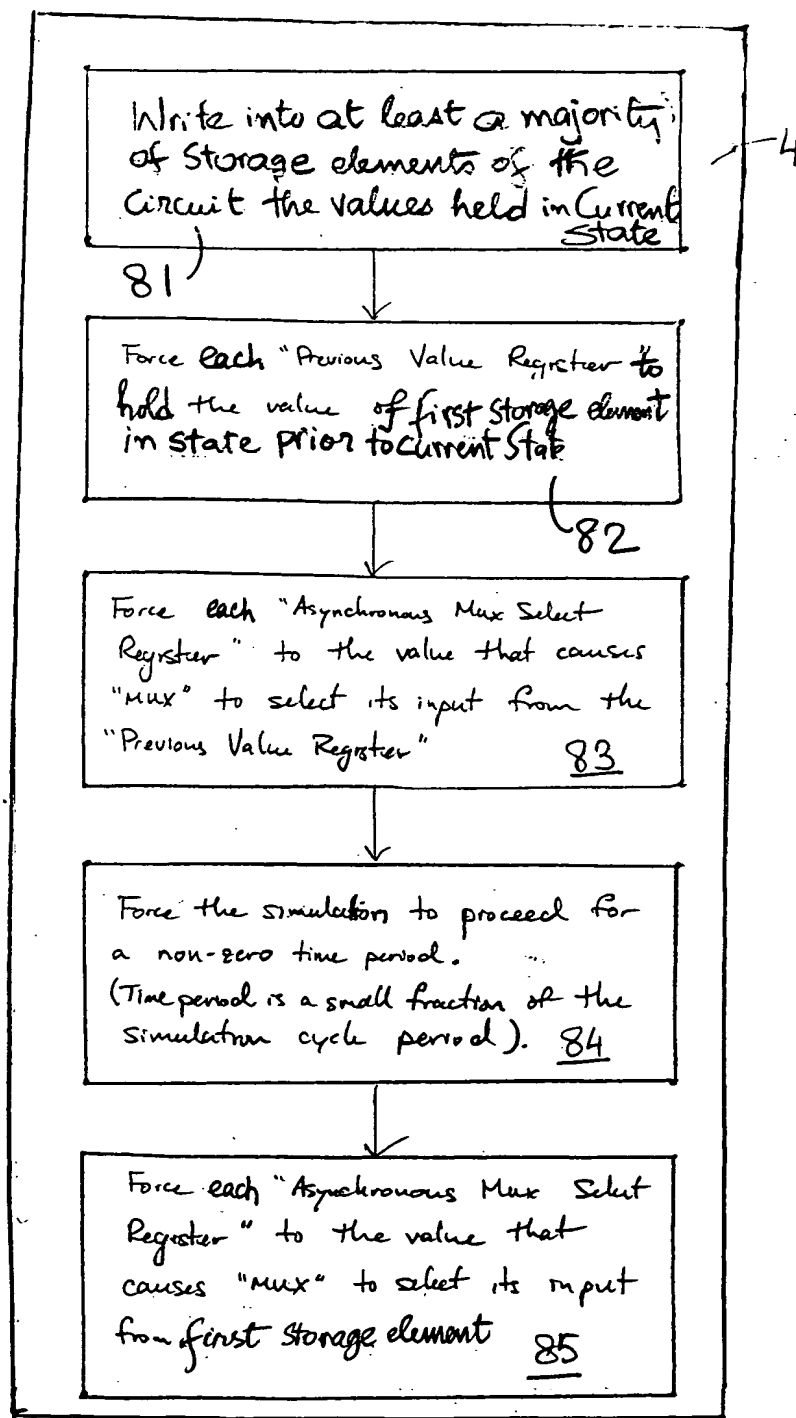 Write into at least a majority
of Storage elements of the
Circuit the values held in Current
State
4
81
Force each "Previous Value Register" to
hold the value of first storage element
in state prior to current State
82
Force each "Asynchronous Mux Select
Register" to the value that causes
"MUX" to select its input from the
"Previous Value Register"
83
Force the simulation to proceed for
a non-zero time period.
(Time period is a small fraction of the
simulation cycle period).
84
Force each "Asynchronous Mux Select
Register" to the value that
causes "MUX" to select its input
from first storage element
85